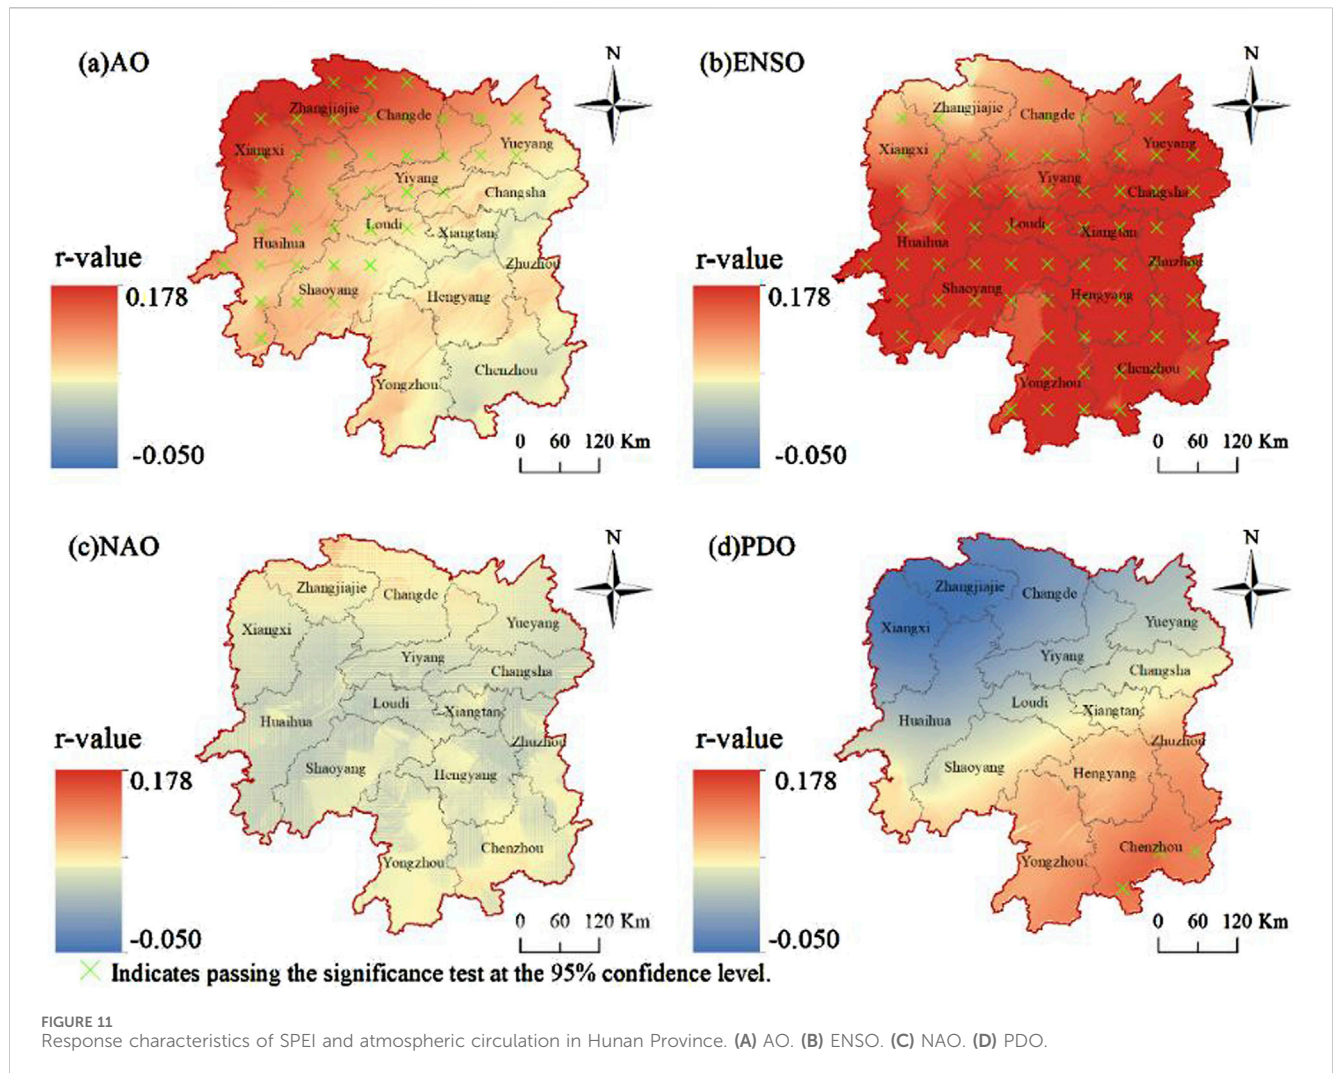 (a)AO
N
Zhangjiajie
Changde
Xiangxi
Yueyang
Yiyang
Changsha
Loudi
Xiangtan
Huaihua
Zhuzhou
Shaoyang
Hengyang
Chenzhou
Yongzhou
r-value
0.178
-0.050
0 60 120 Km
(b)ENSO
N
Zhangjiajie
Changde
Xiangxi
Yueyang
Yiyang
Changsha
Loudi
Xiangtan
Huaihua
Zhuzhou
Shaoyang
Hengyang
Chenzhou
Yongzhou
r-value
0.178
-0.050
0 60 120 Km
(c)NAO
N
Zhangjiajie
Changde
Xiangxi
Yueyang
Yiyang
Changsha
Loudi
Xiangtan
Huaihua
Zhuzhou
Shaoyang
Hengyang
Chenzhou
Yongzhou
r-value
0.178
-0.050
0 60 120 Km
(d)PDO
N
Zhangjiajie
Changde
Xiangxi
Yueyang
Yiyang
Changsha
Loudi
Xiangtan
Huaihua
Zhuzhou
Shaoyang
Hengyang
Chenzhou
Yongzhou
r-value
0.178
-0.050
0 60 120 Km
Indicates passing the significance test at the 95% confidence level.
FIGURE 11
Response characteristics of SPEI and atmospheric circulation in Hunan Province. (A) AO. (B) ENSO. (C) NAO. (D) PDO.